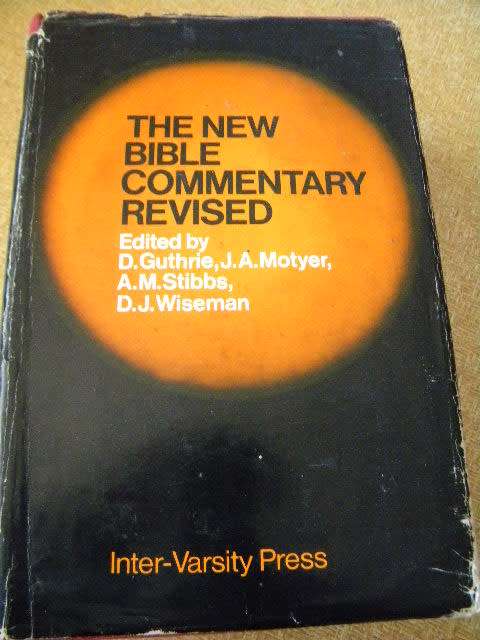 THE NEW
BIBLE
COMMENTARY
REVISED
Edited by
D.Guthrie,J.A.Motyer,
A.M.Stibbs,
D.J.Wiseman
Inter-Varsity Press